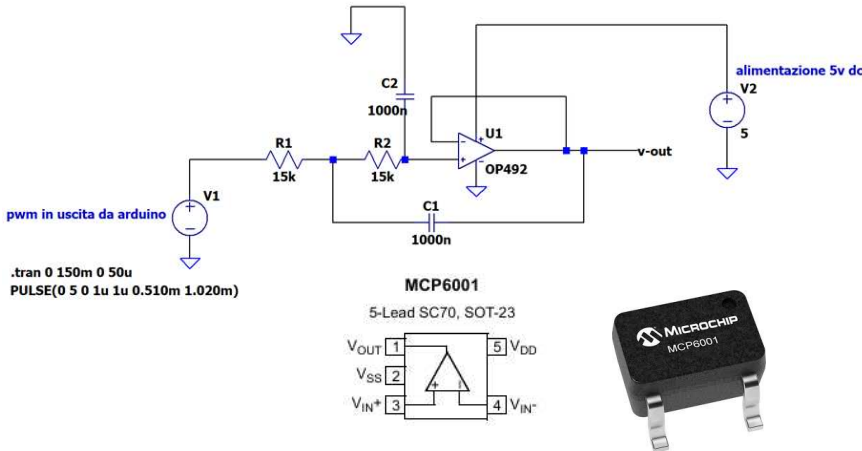 alimentazione 5v dc
V2
5
C2
1000n
U1
OP492
R1
15k
R2
15k
v-out
V1
C1
1000n
pwm in uscita da arduino
.tran 0 150m 0 50u
PULSE(0 5 0 1u 1u 0.510m 1.020m)
MCP6001
5-Lead SC70, SOT-23
VOUT 1
5 VDD
VSS 2
VIN+ 3
4 VIN-
MICROCHIP
MCP6001